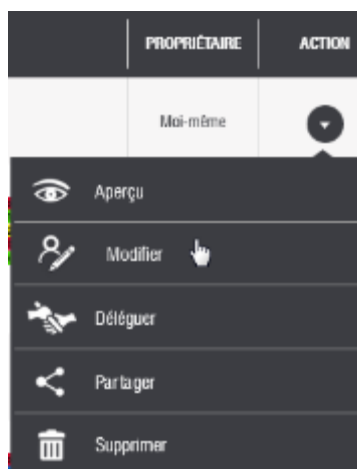 PROPRIÉTAIRE ACTION
Moi-même
Aperçu
Modifier
Déléguer
Partager
Supprimer